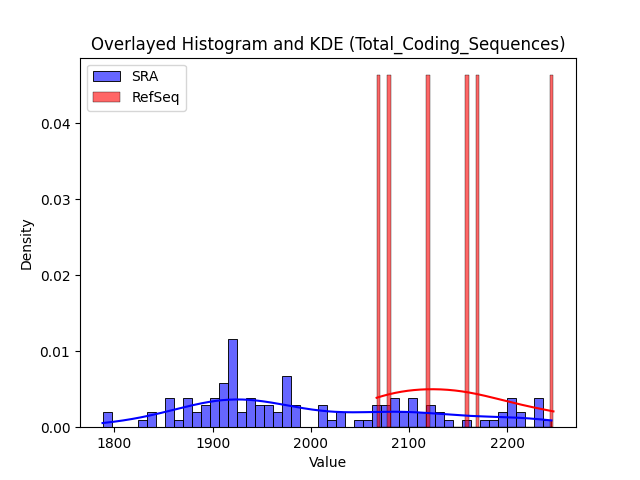 Overlayed Histogram and KDE (Total_Coding_Sequences)
SRA
RefSeq
0.04
0.03
0.02
0.01
0.00
Density
1800 1900 2000 2100 2200
Value